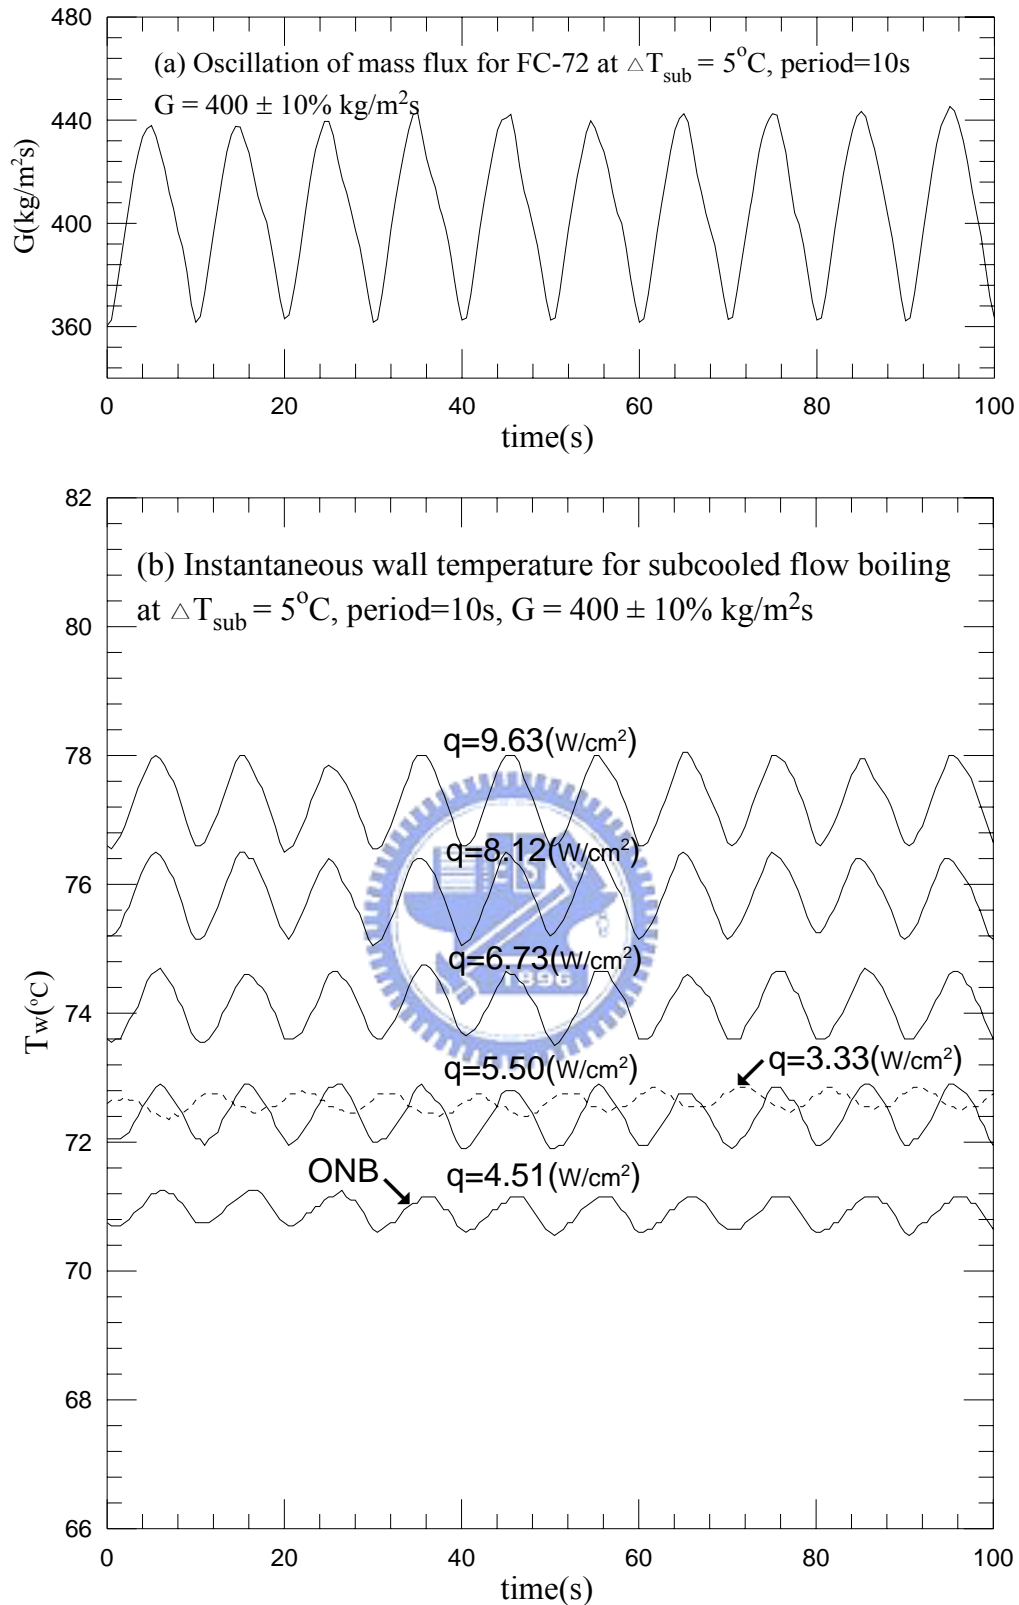 480
440
400
360
G(kg/m²s)
(a) Oscillation of mass flux for FC-72 at △T_sub = 5°C, period=10s
G = 400 ± 10% kg/m²s
0 20 40 60 80 100
time(s)
82
80
78
76
74
72
70
68
66
Tw(°C)
(b) Instantaneous wall temperature for subcooled flow boiling
at △T_sub = 5°C, period=10s, G = 400 ± 10% kg/m²s
q=9.63(W/cm²)
q=8.12(W/cm²)
q=6.73(W/cm²)
1896
q=5.50(W/cm²)
q=3.33(W/cm²)
ONB
q=4.51(W/cm²)
0 20 40 60 80 100
time(s)